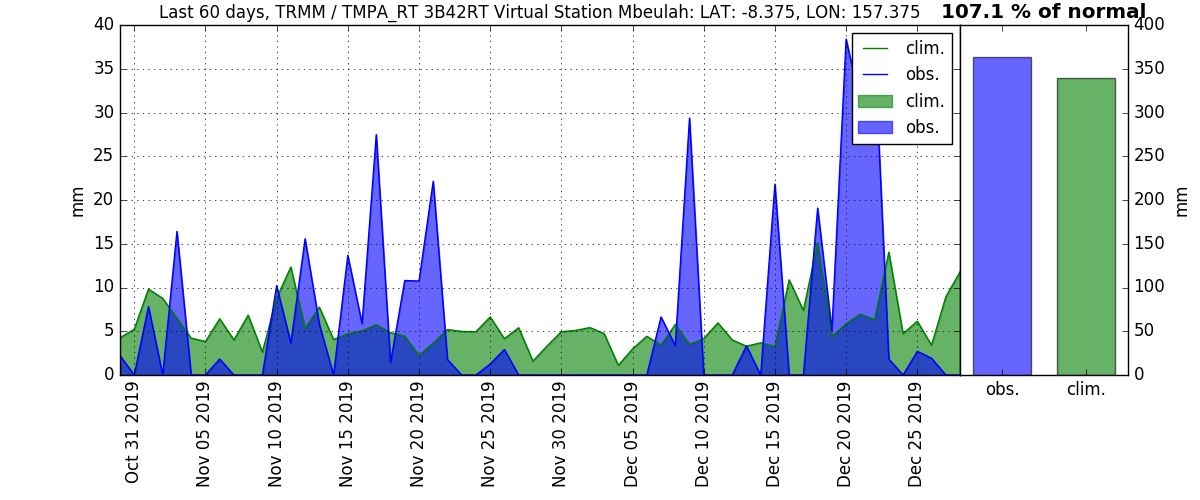 Last 60 days, TRMM / TMPA_RT 3B42RT Virtual Station Mbeulah: LAT: -8.375, LON: 157.375
107.1 % of normal
40
35
30
25
20
15
10
5
0
mm
clim.
obs.
clim.
obs.
400
350
300
250
200
150
100
50
0
mm
Oct 31 2019
Nov 05 2019
Nov 10 2019
Nov 15 2019
Nov 20 2019
Nov 25 2019
Nov 30 2019
Dec 05 2019
Dec 10 2019
Dec 15 2019
Dec 20 2019
Dec 25 2019
obs.
clim.